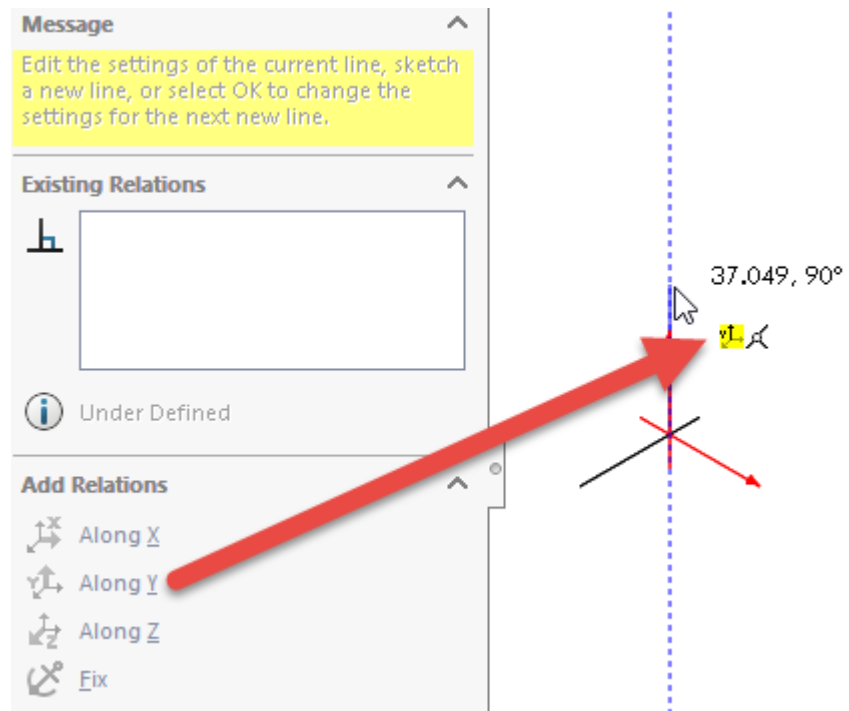 Message
Edit the settings of the current line, sketch
a new line, or select OK to change the
settings for the next new line.
Existing Relations
Under Defined
37.049, 90°
Y
Add Relations
X
Along X
Y
Along Y
Z
Along Z
Fix